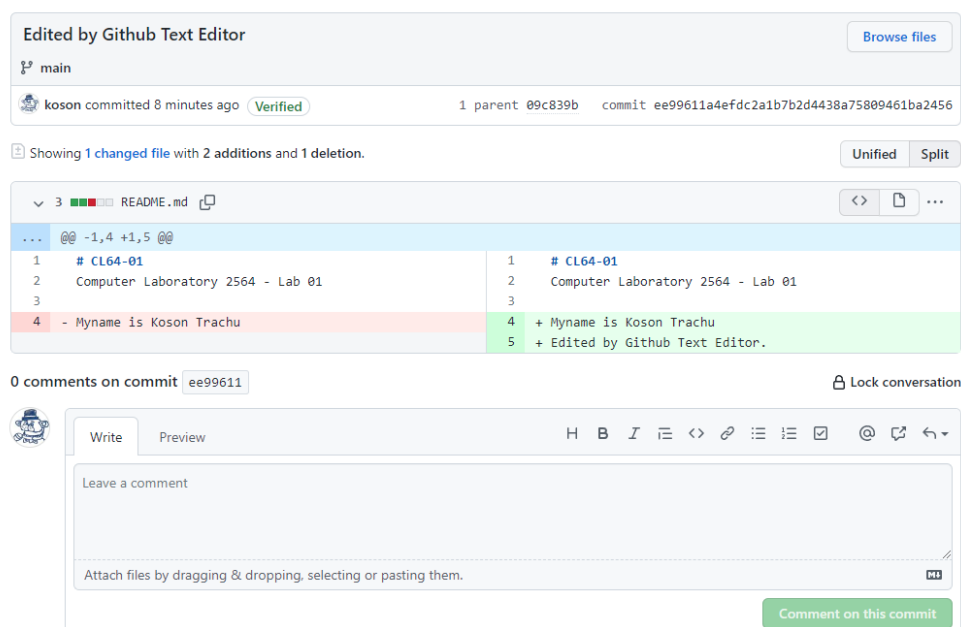 Edited by Github Text Editor
Browse files
main
koson committed 8 minutes ago Verified
1 parent 09c839b commit ee99611a4efdc2a1b7b2d4438a75809461ba2456
Showing 1 changed file with 2 additions and 1 deletion.
Unified Split
3 README.md
... @@ -1,4 +1,5 @@
1 # CL64-01 1 # CL64-01
2 Computer Laboratory 2564 - Lab 01 2 Computer Laboratory 2564 - Lab 01
3 3
4 - Myname is Koson Trachu 4 + Myname is Koson Trachu
5 + Edited by Github Text Editor.
0 comments on commit ee99611
Lock conversation
Write Preview
Leave a comment
Attach files by dragging & dropping, selecting or pasting them.
Comment on this commit